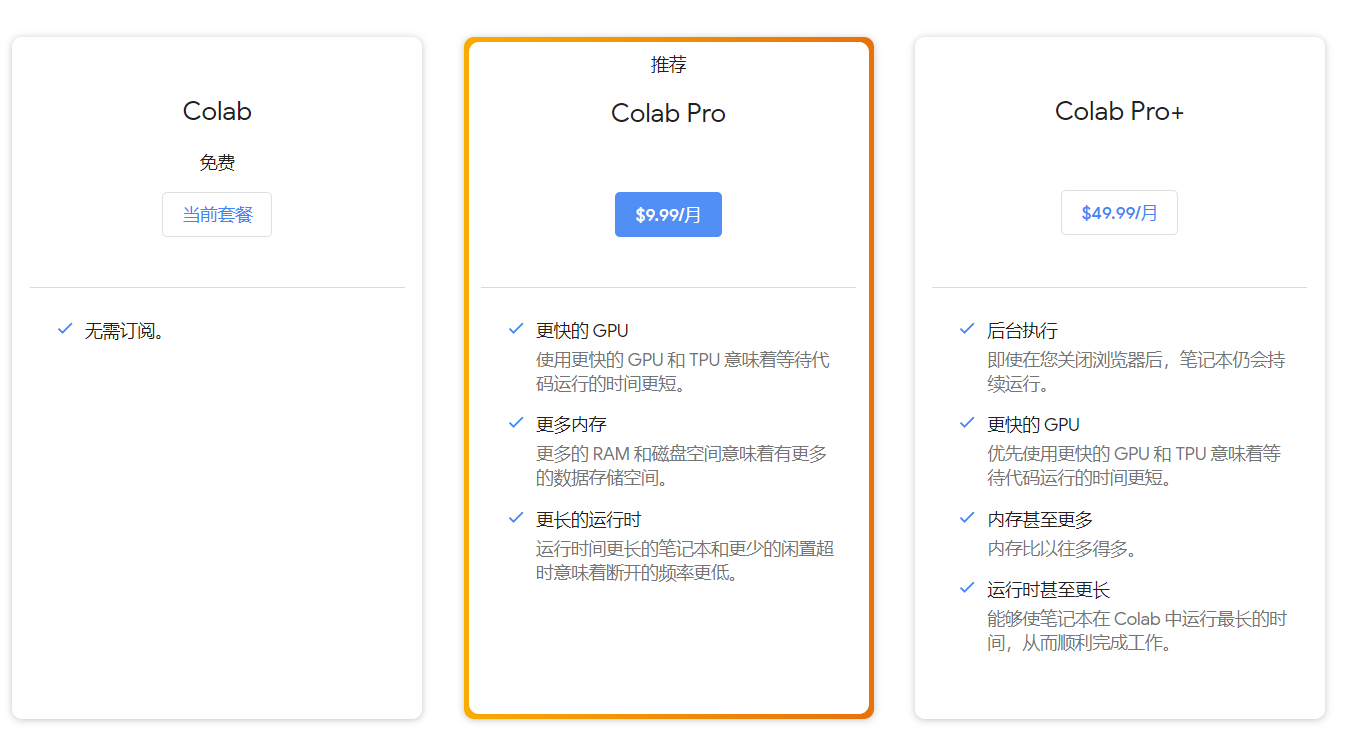 Colab
免费
当前套餐
无需订阅。
推荐
Colab Pro
$9.99/月
更快的 GPU
使用更快的 GPU 和 TPU 意味着等待代
码运行的时间更短。
更多内存
更多的 RAM 和磁盘空间意味着有更多
的数据存储空间。
更长的运行时
运行时间更长的笔记本和更少的闲置超
时意味着断开的频率更低。
Colab Pro+
$49.99/月
后台执行
即使在您关闭浏览器后，笔记本仍会持
续运行。
更快的 GPU
优先使用更快的 GPU 和 TPU 意味着等
待代码运行的时间更短。
内存甚至更多
内存比以往多得多。
运行时甚至更长
能够使笔记本在 Colab 中运行最长的时
间，从而顺利完成工作。